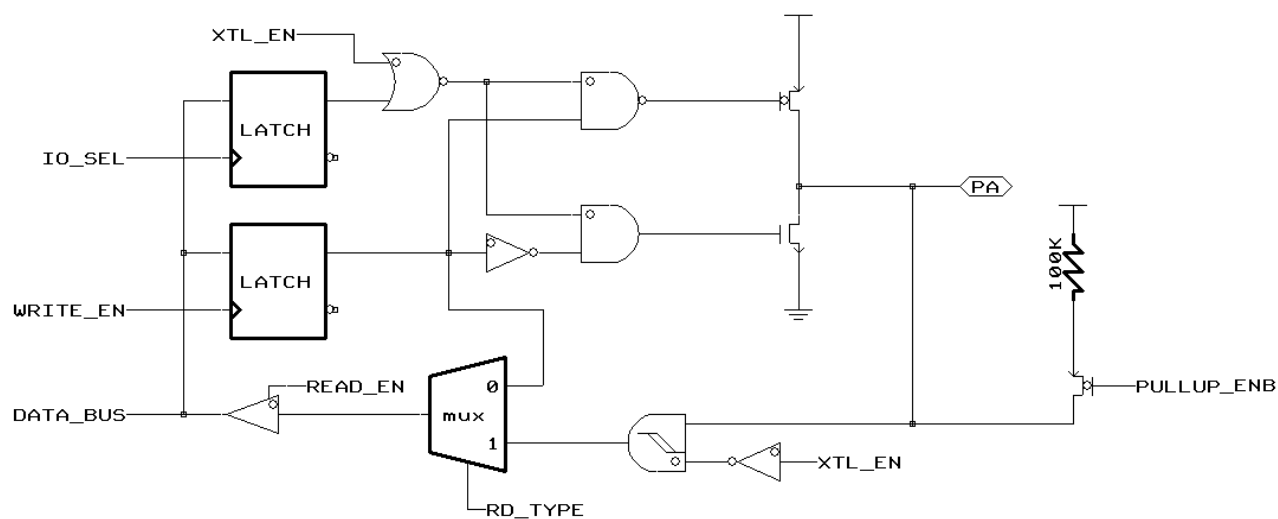 XTL_EN
LATCH
IO_SEL
PA
LATCH
100K
WRITE_EN
READ_EN
0
PULLUP_ENB
DATA_BUS
mux
1
XTL_EN
RD_TYPE